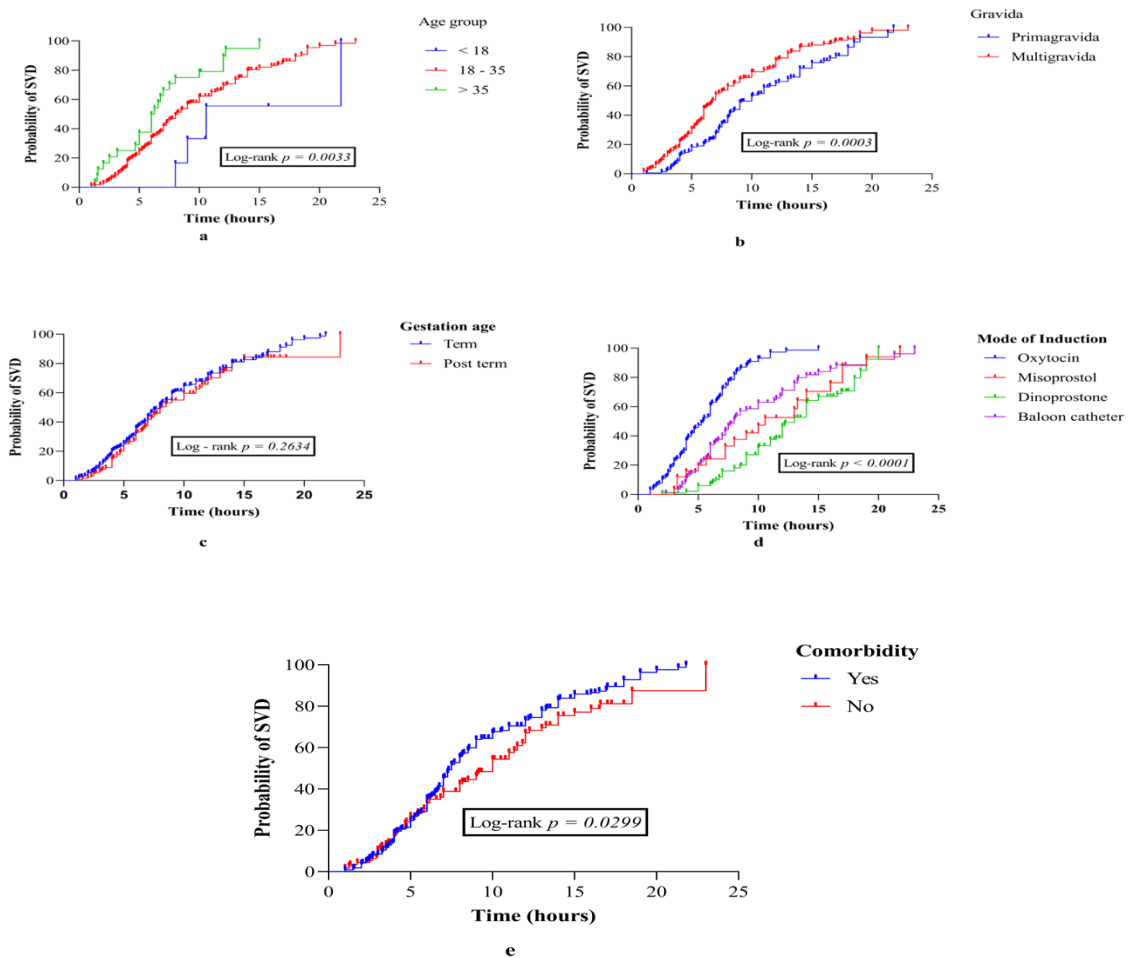 Age group
< 18
18 - 35
> 35
Probability of SVD
100
80
60
40
20
0
Log-rank p = 0.0033
0 5 10 15 20 25
Time (hours)
a
Gravida
Primagravida
Multigravida
Probability of SVD
100
80
60
40
20
0
Log-rank p = 0.0003
0 5 10 15 20 25
Time (hours)
b
Gestation age
Term
Post term
Probability of SVD
100
80
60
40
20
0
Log - rank p = 0.2634
0 5 10 15 20 25
Time (hours)
c
Mode of Induction
Oxytocin
Misoprostol
Dinoprostone
Baloon catheter
Probability of SVD
100
80
60
40
20
0
Log-rank p < 0.0001
0 5 10 15 20 25
Time (hours)
d
Comorbidity
Yes
No
Probability of SVD
100
80
60
40
20
0
Log-rank p = 0.0299
0 5 10 15 20 25
Time (hours)
e